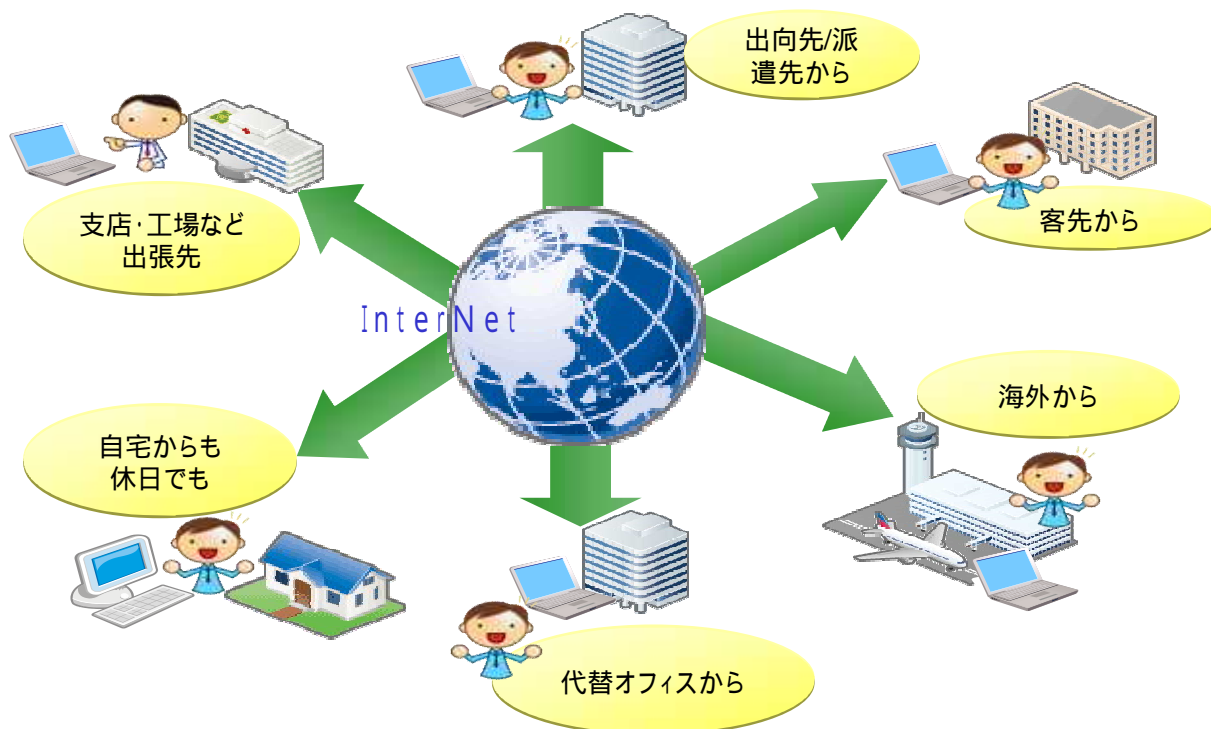 出向先/派
遣先から
支店・工場など
出張先
客先から
InterNet
海外から
自宅からも
休日でも
代替オフィスから